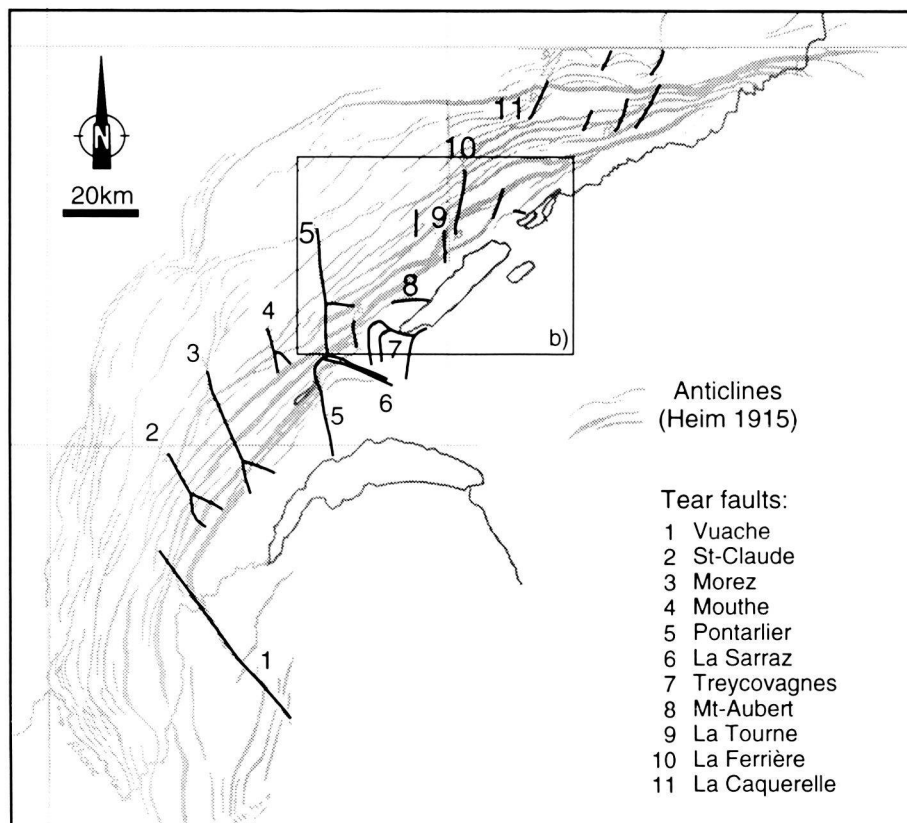 11
10
N
20km
5
9
8
b)
4
7
3
6
5
2
Anticlines
(Heim 1915)
1
Tear faults:
1 Vuache
2 St-Claude
3 Morez
4 Mouthe
5 Pontarlier
6 La Sarraz
7 Treycovagnes
8 Mt-Aubert
9 La Tourne
10 La Ferrière
11 La Caquerelle